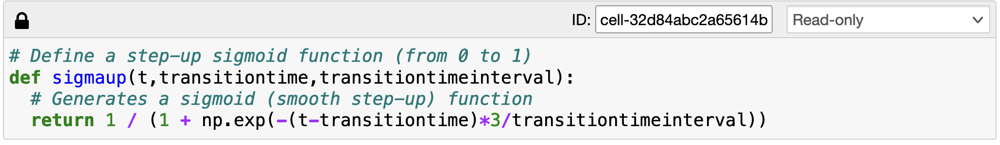 ID: cell-32d84abc2a65614b Read-only
# Define a step-up sigmoid function (from 0 to 1)
def sigmaup(t,transitiontime,transitiontimeinterval):
  # Generates a sigmoid (smooth step-up) function
  return 1 / (1 + np.exp(-(t-transitiontime)*3/transitiontimeinterval))